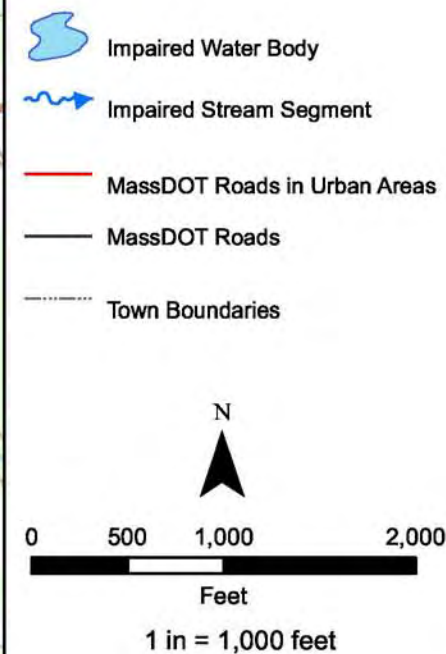 Impaired Water Body
Impaired Stream Segment
MassDOT Roads in Urban Areas
MassDOT Roads
Town Boundaries
N
0 500 1,000 2,000
Feet
1 in = 1,000 feet